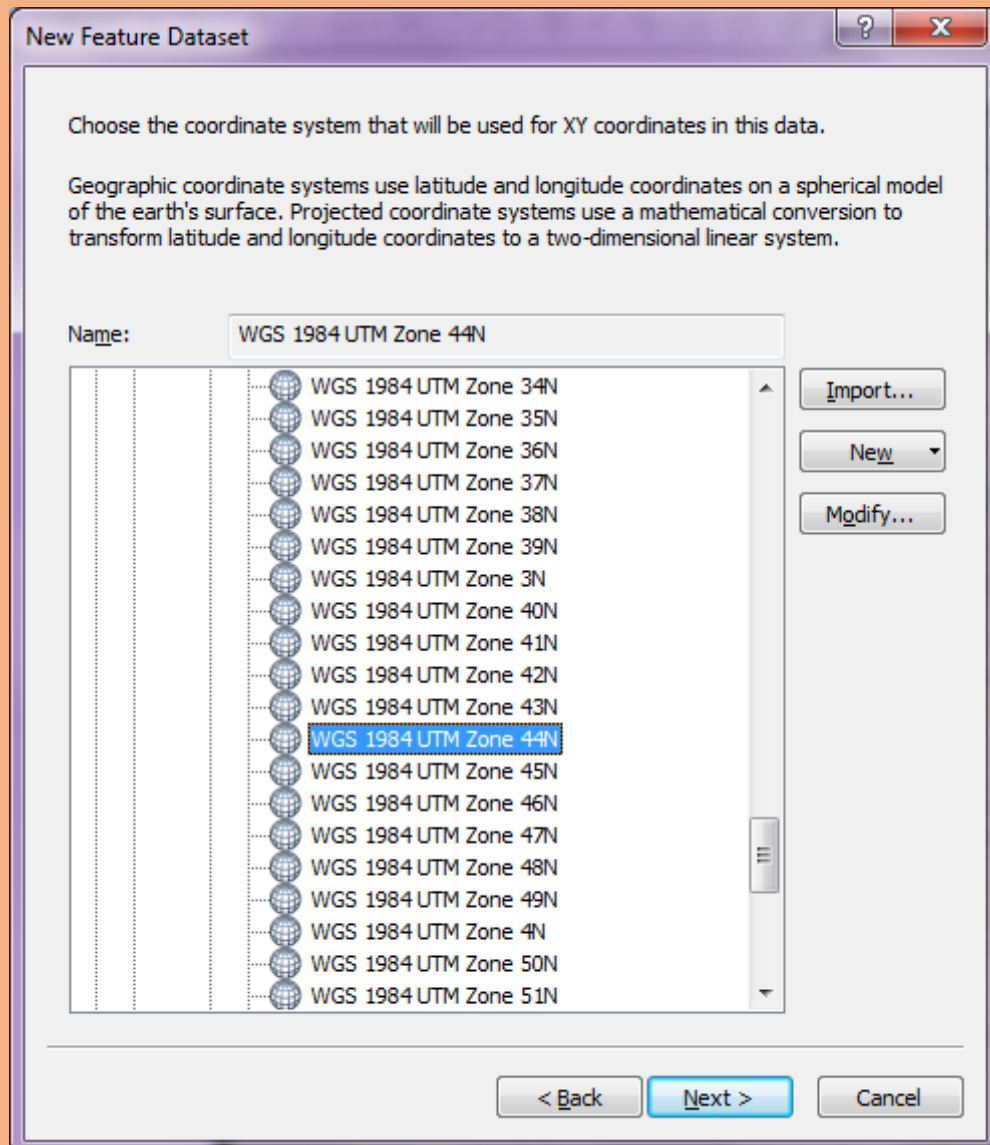 New Feature Dataset
Choose the coordinate system that will be used for XY coordinates in this data.
Geographic coordinate systems use latitude and longitude coordinates on a spherical model
of the earth's surface. Projected coordinate systems use a mathematical conversion to
transform latitude and longitude coordinates to a two-dimensional linear system.
Name: WGS 1984 UTM Zone 44N
WGS 1984 UTM Zone 34N
WGS 1984 UTM Zone 35N
WGS 1984 UTM Zone 36N
WGS 1984 UTM Zone 37N
WGS 1984 UTM Zone 38N
WGS 1984 UTM Zone 39N
WGS 1984 UTM Zone 3N
WGS 1984 UTM Zone 40N
WGS 1984 UTM Zone 41N
WGS 1984 UTM Zone 42N
WGS 1984 UTM Zone 43N
WGS 1984 UTM Zone 44N
WGS 1984 UTM Zone 45N
WGS 1984 UTM Zone 46N
WGS 1984 UTM Zone 47N
WGS 1984 UTM Zone 48N
WGS 1984 UTM Zone 49N
WGS 1984 UTM Zone 4N
WGS 1984 UTM Zone 50N
WGS 1984 UTM Zone 51N
Import...
New
Modify...
< Back Next > Cancel